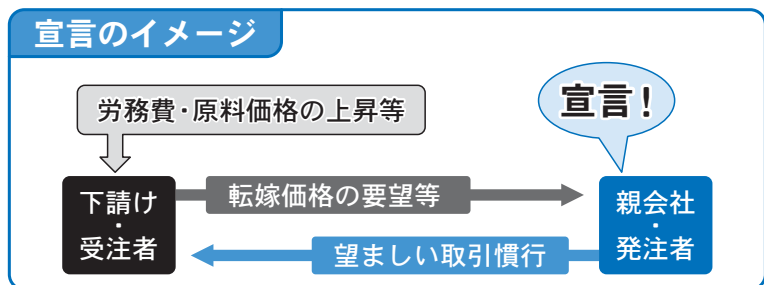 宣言のイメージ
労務費・原料価格の上昇等
宣言！
下請け
・
受注者
転嫁価格の要望等
親会社
・
発注者
望ましい取引慣行